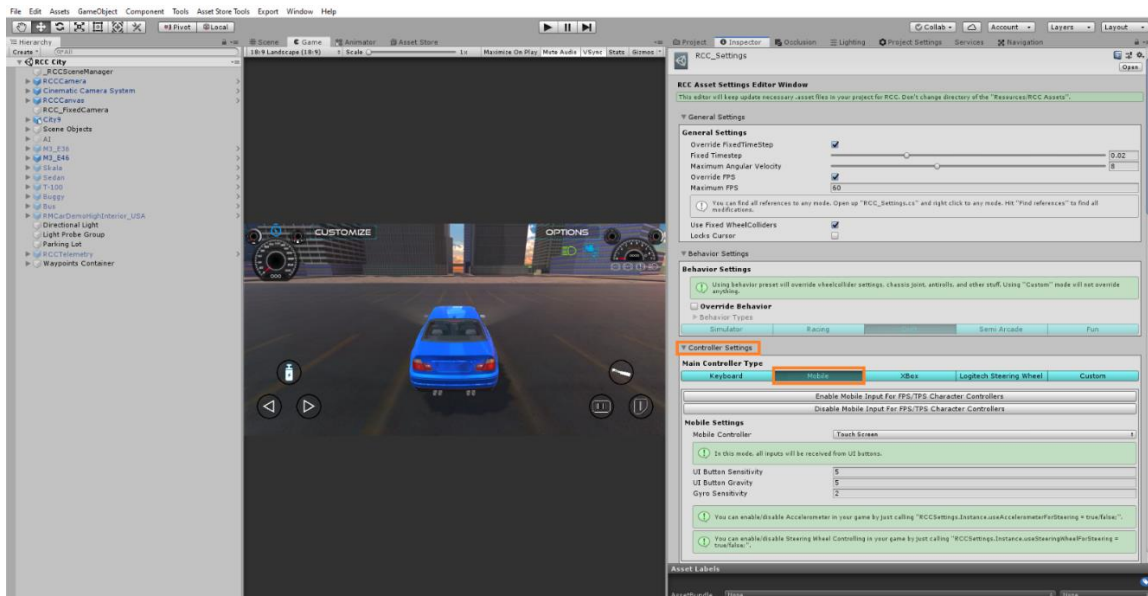 File Edit Assets GameObject Component Tools Asset Store Tools Export Window Help
Pivot Local Collab Account Layers Layout
Hierarchy
Create
RCC City
_RCCSceneManager
RCCCamera
Cinematic Camera System
RCCCanvas
RCC_FixedCamera
City9
Scene Objects
AI
M3_E36
M3_E46
Skala
Sedan
T-100
Buggy
Bus
RMCarDemoHighInterior_USA
Directional Light
Light Probe Group
Parking Lot
RCCTelemetry
Waypoints Container
Scene Game Animator Asset Store
18:9 Landscape (18:9) Scale 1x Maximize On Play Mute Audio VSync Stats Gizmos
CUSTOMIZE OPTIONS
Project Inspector Occlusion Lighting Project Settings Services Navigation
RCC_Settings
Open
RCC Asset Settings Editor Window
This editor will keep update necessary .asset files in your project for RCC. Don't change directory of the "Resources/RCC Assets".
General Settings
General Settings
Override FixedTimeStep
Fixed Timestep 0.02
Maximum Angular Velocity 8
Override FPS
Maximum FPS 60
You can find all references to any mode. Open up "RCC_Settings.cs" and right click to any mode. Hit "Find references" to find all
modifications.
Use Fixed WheelColliders
Locks Cursor
Behavior Settings
Behavior Settings
Using behavior preset will override wheelcollider settings, chassis joint, antirolls, and other stuff. Using "Custom" mode will not override
anything.
Override Behavior
Behavior Types
Simulator Racing Semi Arcade Fun
Controller Settings
Main Controller Type
Keyboard Mobile XBox Logitech Steering Wheel Custom
Enable Mobile Input For FPS/TPS Character Controllers
Disable Mobile Input For FPS/TPS Character Controllers
Mobile Settings
Mobile Controller Touch Screen
In this mode, all inputs will be received from UI buttons.
UI Button Sensitivity 5
UI Button Gravity 5
Gyro Sensitivity 2
You can enable/disable Accelerometer in your game by just calling "RCCSettings.Instance.useAccelerometerForSteering = true/false;".
You can enable/disable Steering Wheel Controlling in your game by just calling "RCCSettings.Instance.useSteeringWheelForSteering =
true/false;".
Asset Labels
AssetBundle None None